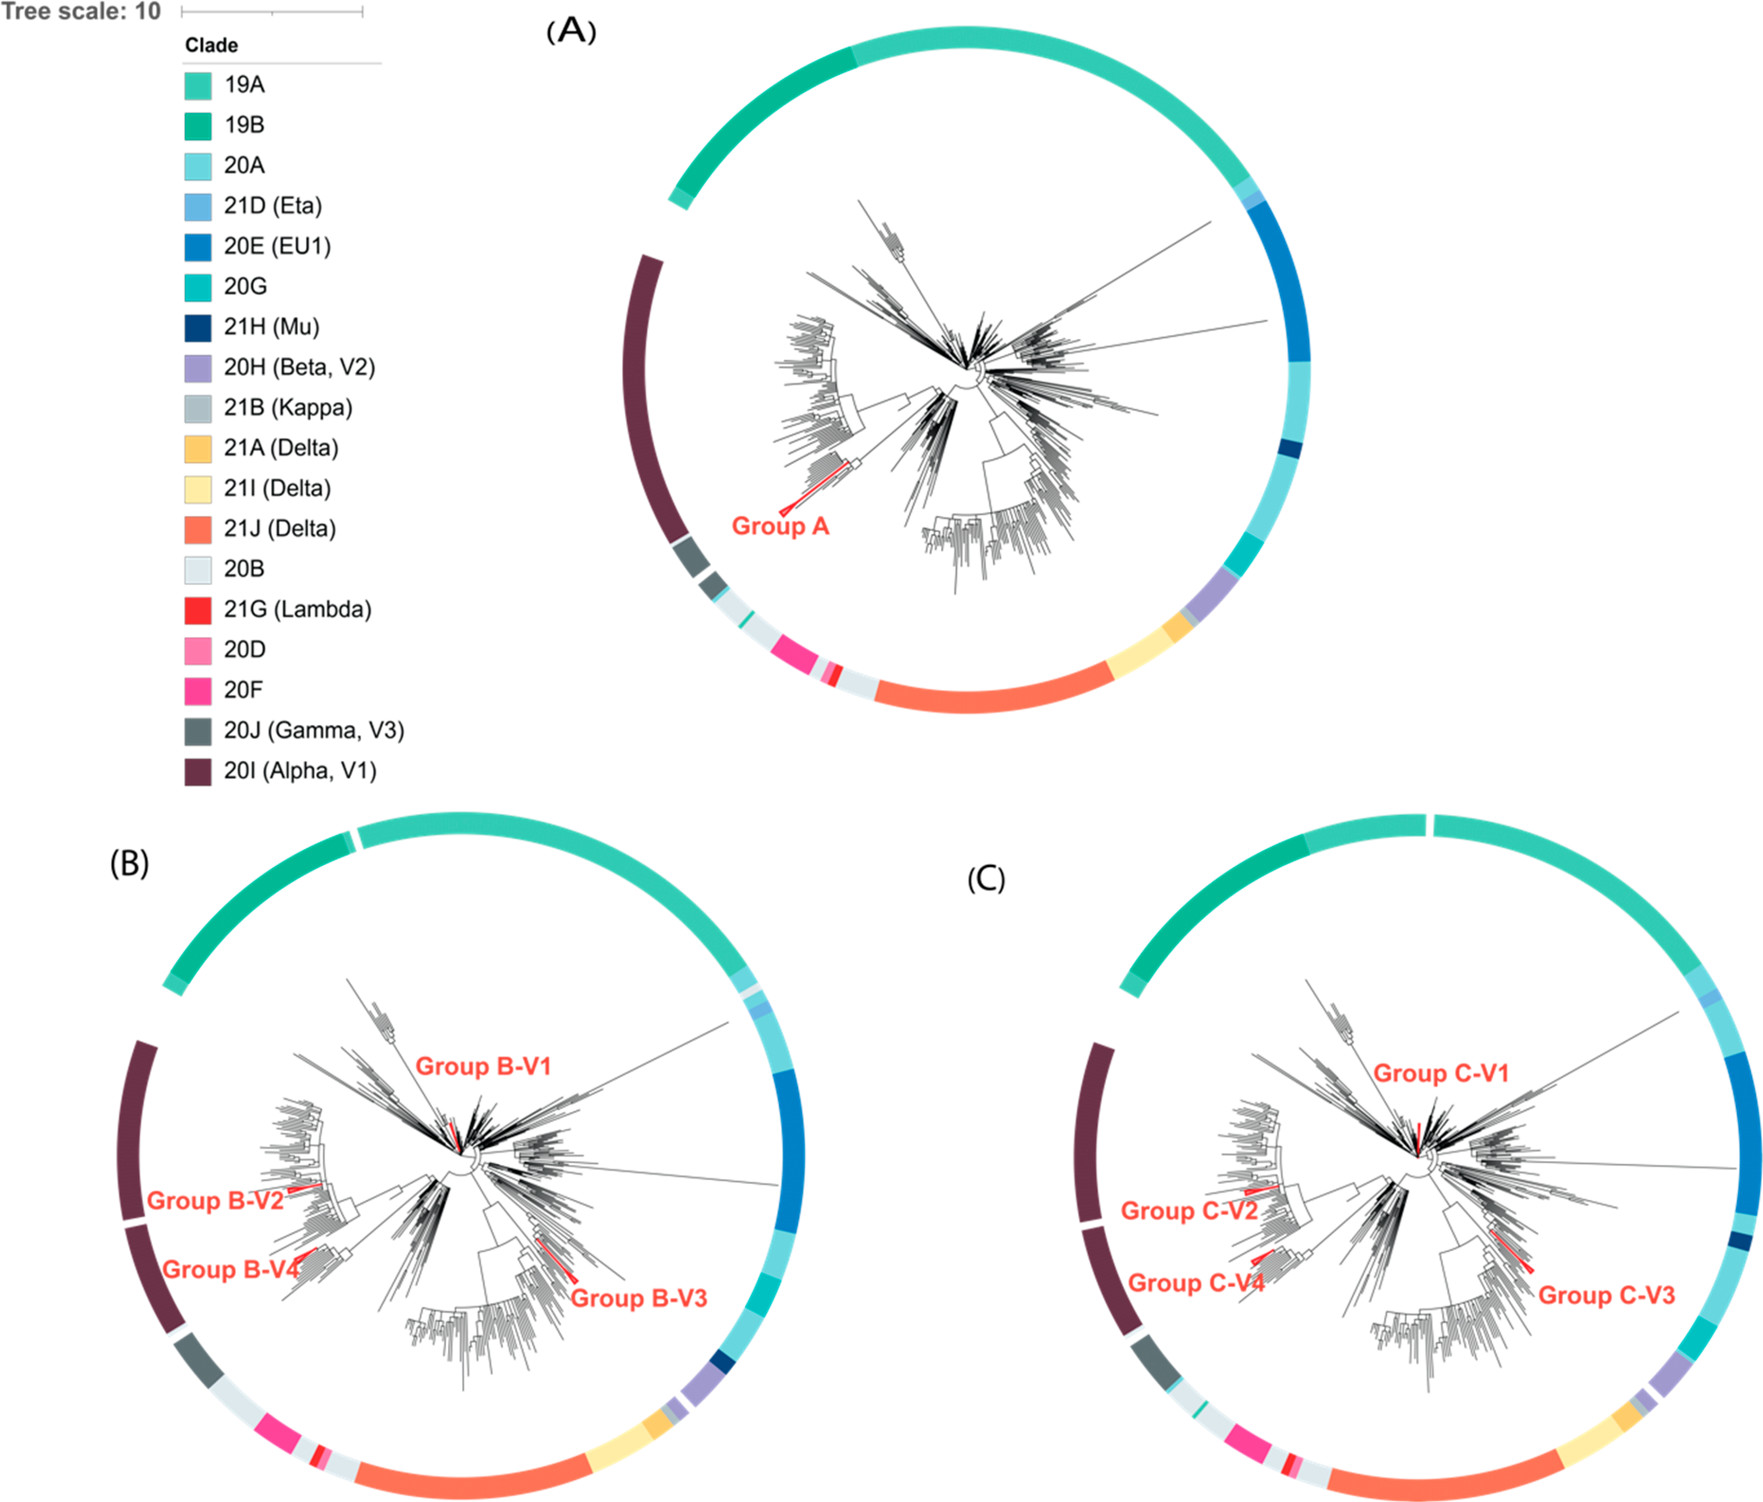 Tree scale: 10
Clade
19A
19B
20A
21D (Eta)
20E (EU1)
20G
21H (Mu)
20H (Beta, V2)
21B (Kappa)
21A (Delta)
21I (Delta)
21J (Delta)
20B
21G (Lambda)
20D
20F
20J (Gamma, V3)
20I (Alpha, V1)
(A)
Group A
(B)
Group B-V1
Group B-V2
Group B-V4
Group B-V3
(C)
Group C-V1
Group C-V2
Group C-V4
Group C-V3